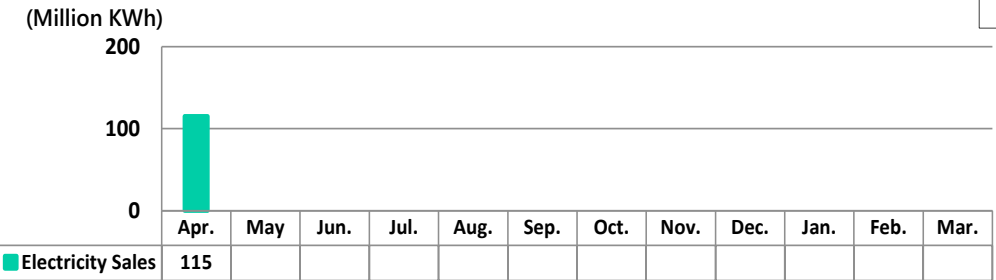 (Million KWh)
200
100
0
Apr. May Jun. Jul. Aug. Sep. Oct. Nov. Dec. Jan. Feb. Mar.
Electricity Sales 115